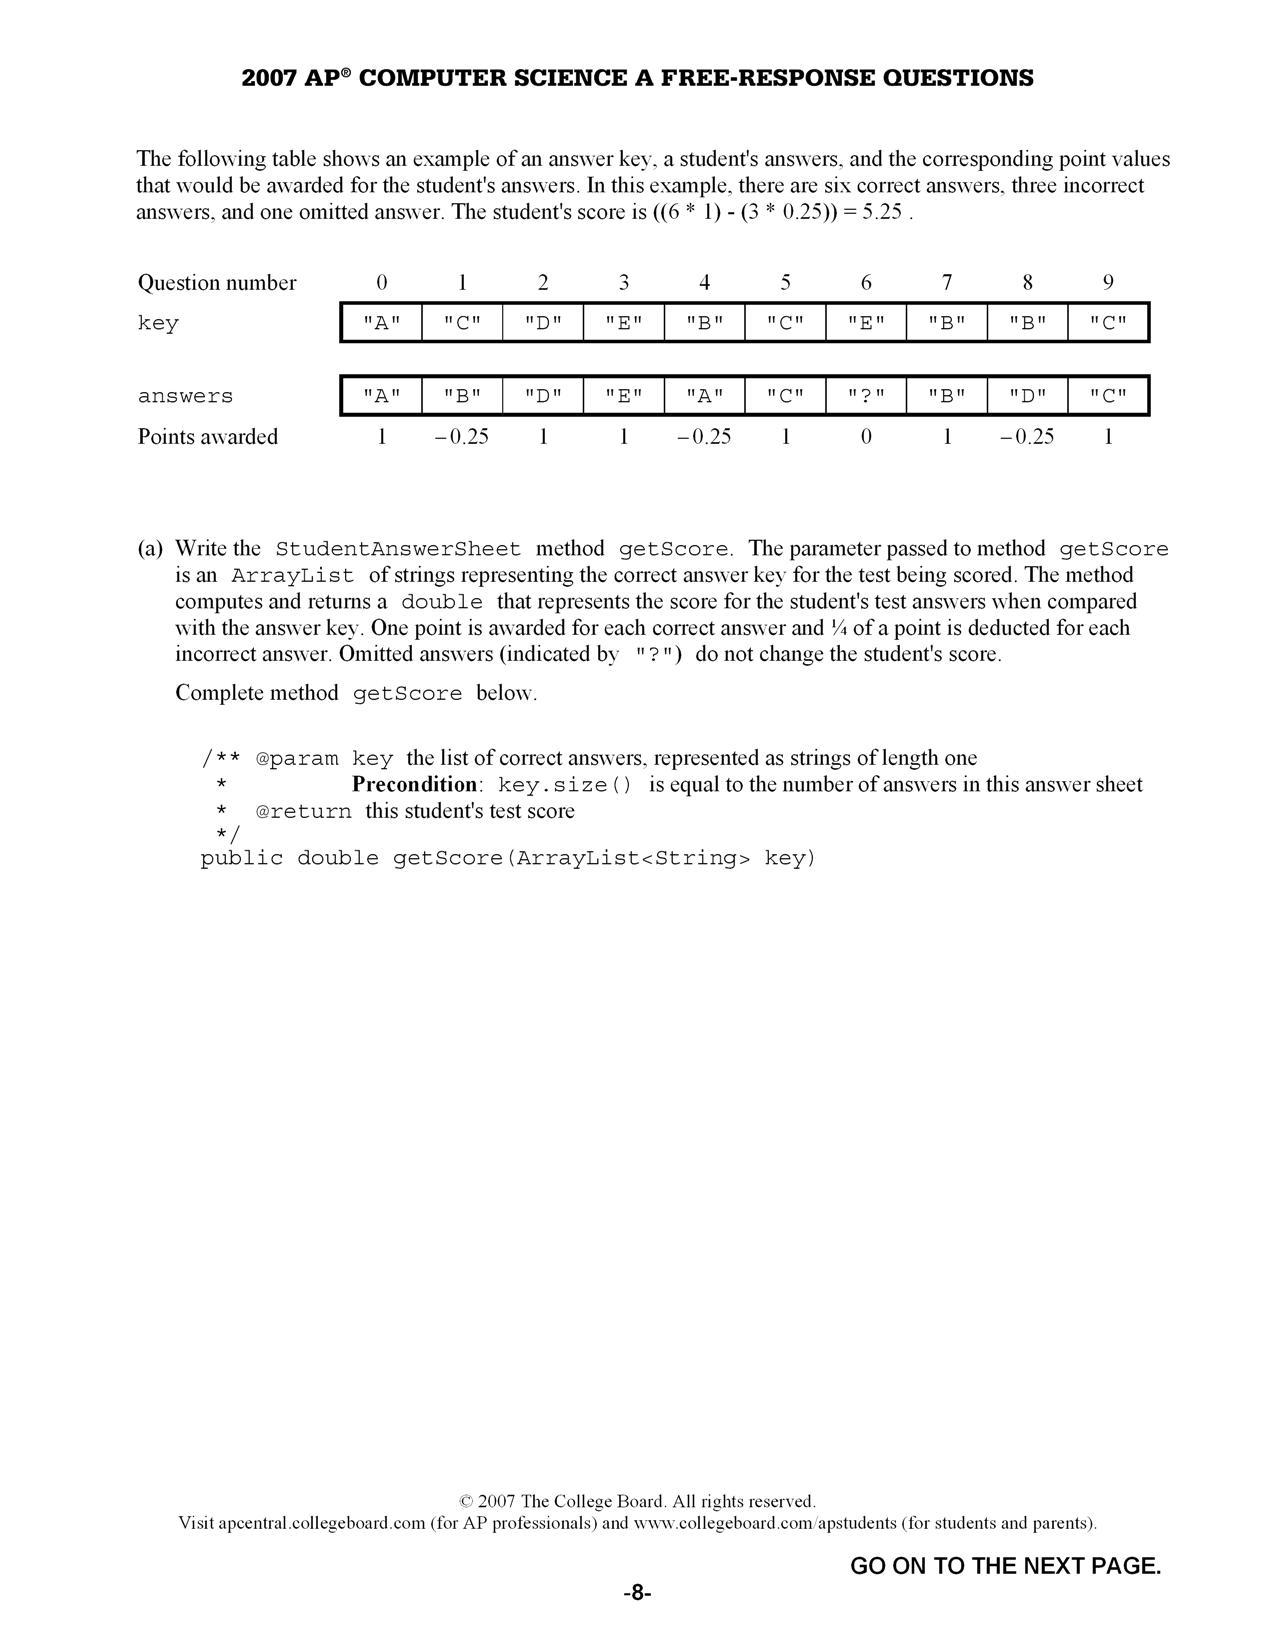 2007 AP® COMPUTER SCIENCE A FREE-RESPONSE QUESTIONS
The following table shows an example of an answer key, a student's answers, and the corresponding point values
that would be awarded for the student's answers. In this example, there are six correct answers, three incorrect
answers, and one omitted answer. The student's score is ((6 * 1) - (3 * 0.25)) = 5.25 .
Question number 0 1 2 3 4 5 6 7 8 9
key "A" "C" "D" "E" "B" "C" "E" "B" "B" "C"
answers "A" "B" "D" "E" "A" "C" "?" "B" "D" "C"
Points awarded 1 –0.25 1 1 –0.25 1 0 1 –0.25 1
(a) Write the StudentAnswerSheet method getScore. The parameter passed to method getScore
is an ArrayList of strings representing the correct answer key for the test being scored. The method
computes and returns a double that represents the score for the student's test answers when compared
with the answer key. One point is awarded for each correct answer and ¼ of a point is deducted for each
incorrect answer. Omitted answers (indicated by "?") do not change the student's score.
Complete method getScore below.
/** @param key the list of correct answers, represented as strings of length one
* Precondition: key.size() is equal to the number of answers in this answer sheet
* @return this student's test score
*/
public double getScore(ArrayList<String> key)
© 2007 The College Board. All rights reserved.
Visit apcentral.collegeboard.com (for AP professionals) and www.collegeboard.com/apstudents (for students and parents).
GO ON TO THE NEXT PAGE.
-8-